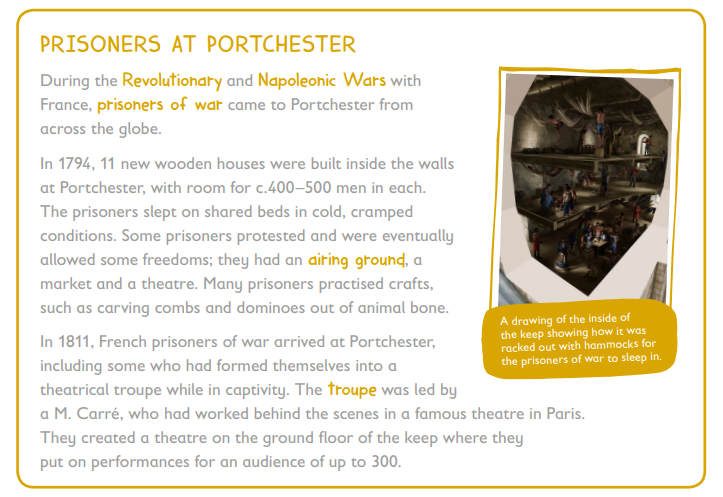 PRISONERS AT PORTCHESTER
During the Revolutionary and Napoleonic Wars with
France, prisoners of war came to Portchester from
across the globe.
In 1794, 11 new wooden houses were built inside the walls
at Portchester, with room for c.400–500 men in each.
The prisoners slept on shared beds in cold, cramped
conditions. Some prisoners protested and were eventually
allowed some freedoms; they had an airing ground, a
market and a theatre. Many prisoners practised crafts,
such as carving combs and dominoes out of animal bone.
In 1811, French prisoners of war arrived at Portchester,
including some who had formed themselves into a
theatrical troupe while in captivity. The troupe was led by
a M. Carré, who had worked behind the scenes in a famous theatre in Paris.
They created a theatre on the ground floor of the keep where they
put on performances for an audience of up to 300.
A drawing of the inside of
the keep showing how it was
racked out with hammocks for
the prisoners of war to sleep in.